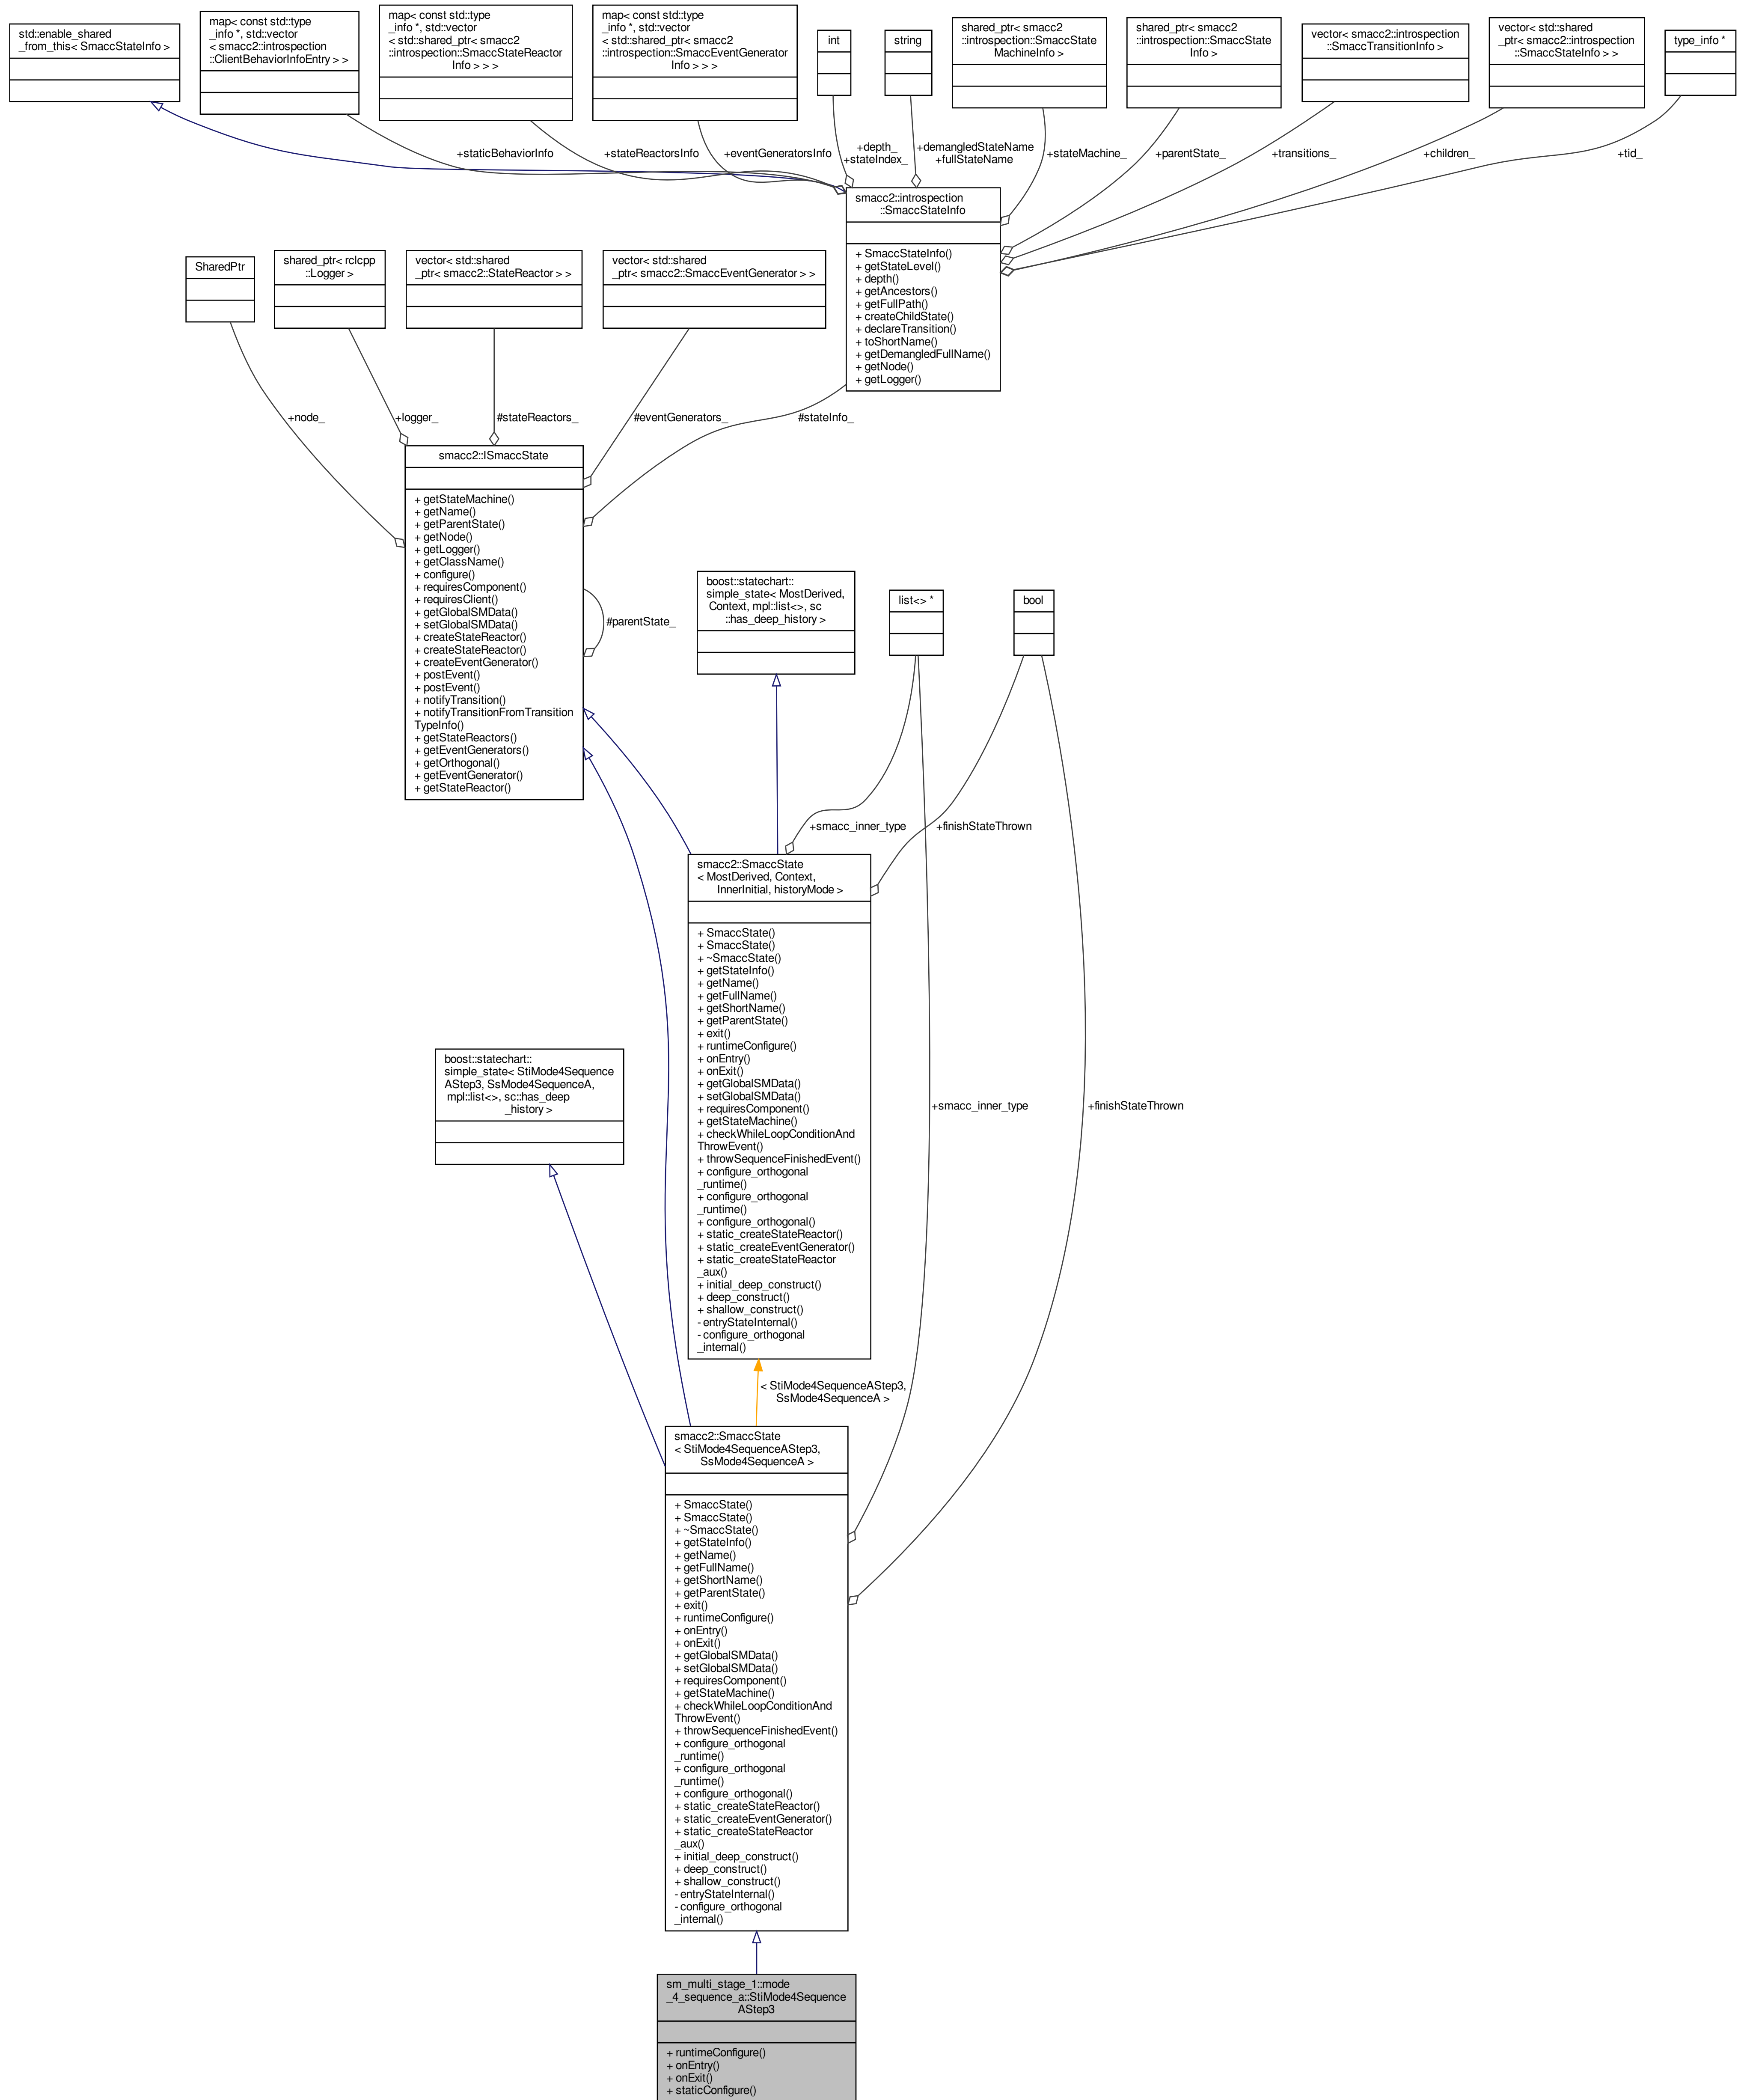 std::enable_shared
_from_this< SmaccStateInfo >
map< const std::type
_info *, std::vector
< smacc2::introspection
::ClientBehaviorInfoEntry > >
map< const std::type
_info *, std::vector
< std::shared_ptr< smacc2
::introspection::SmaccStateReactor
Info > > >
map< const std::type
_info *, std::vector
< std::shared_ptr< smacc2
::introspection::SmaccEventGenerator
Info > > >
int
string
shared_ptr< smacc2
::introspection::SmaccState
MachineInfo >
shared_ptr< smacc2
::introspection::SmaccState
Info >
vector< smacc2::introspection
::SmaccTransitionInfo >
vector< std::shared
_ptr< smacc2::introspection
::SmaccStateInfo > >
type_info *
+staticBehaviorInfo
+stateReactorsInfo
+eventGeneratorsInfo
+depth_
+stateIndex_
+demangledStateName
+fullStateName
+stateMachine_
+parentState_
+transitions_
+children_
+tid_
smacc2::introspection
::SmaccStateInfo
+ SmaccStateInfo()
+ getStateLevel()
+ depth()
+ getAncestors()
+ getFullPath()
+ createChildState()
+ declareTransition()
+ toShortName()
+ getDemangledFullName()
+ getNode()
+ getLogger()
SharedPtr
shared_ptr< rclcpp
::Logger >
vector< std::shared
_ptr< smacc2::StateReactor > >
vector< std::shared
_ptr< smacc2::SmaccEventGenerator > >
+node_
+logger_
#stateReactors_
#eventGenerators_
#stateInfo_
smacc2::ISmaccState
+ getStateMachine()
+ getName()
+ getParentState()
+ getNode()
+ getLogger()
+ getClassName()
+ configure()
+ requiresComponent()
+ requiresClient()
+ getGlobalSMData()
+ setGlobalSMData()
+ createStateReactor()
+ createStateReactor()
+ createEventGenerator()
+ postEvent()
+ postEvent()
+ notifyTransition()
+ notifyTransitionFromTransition
TypeInfo()
+ getStateReactors()
+ getEventGenerators()
+ getOrthogonal()
+ getEventGenerator()
+ getStateReactor()
#parentState_
boost::statechart::
simple_state< MostDerived,
Context, mpl::list<>, sc
::has_deep_history >
list<> *
bool
+smacc_inner_type
+finishStateThrown
smacc2::SmaccState
< MostDerived, Context,
InnerInitial, historyMode >
+ SmaccState()
+ SmaccState()
+ ~SmaccState()
+ getStateInfo()
+ getName()
+ getFullName()
+ getShortName()
+ getParentState()
+ exit()
+ runtimeConfigure()
+ onEntry()
+ onExit()
+ getGlobalSMData()
+ setGlobalSMData()
+ requiresComponent()
+ getStateMachine()
+ checkWhileLoopConditionAnd
ThrowEvent()
+ throwSequenceFinishedEvent()
+ configure_orthogonal
_runtime()
+ configure_orthogonal
_runtime()
+ configure_orthogonal()
+ static_createStateReactor()
+ static_createEventGenerator()
+ static_createStateReactor
_aux()
+ initial_deep_construct()
+ deep_construct()
+ shallow_construct()
- entryStateInternal()
- configure_orthogonal
_internal()
boost::statechart::
simple_state< StiMode4Sequence
AStep3, SsMode4SequenceA,
mpl::list<>, sc::has_deep
_history >
+smacc_inner_type
+finishStateThrown
< StiMode4SequenceAStep3,
SsMode4SequenceA >
smacc2::SmaccState
< StiMode4SequenceAStep3,
SsMode4SequenceA >
+ SmaccState()
+ SmaccState()
+ ~SmaccState()
+ getStateInfo()
+ getName()
+ getFullName()
+ getShortName()
+ getParentState()
+ exit()
+ runtimeConfigure()
+ onEntry()
+ onExit()
+ getGlobalSMData()
+ setGlobalSMData()
+ requiresComponent()
+ getStateMachine()
+ checkWhileLoopConditionAnd
ThrowEvent()
+ throwSequenceFinishedEvent()
+ configure_orthogonal
_runtime()
+ configure_orthogonal
_runtime()
+ configure_orthogonal()
+ static_createStateReactor()
+ static_createEventGenerator()
+ static_createStateReactor
_aux()
+ initial_deep_construct()
+ deep_construct()
+ shallow_construct()
- entryStateInternal()
- configure_orthogonal
_internal()
sm_multi_stage_1::mode
_4_sequence_a::StiMode4Sequence
AStep3
+ runtimeConfigure()
+ onEntry()
+ onExit()
+ staticConfigure()